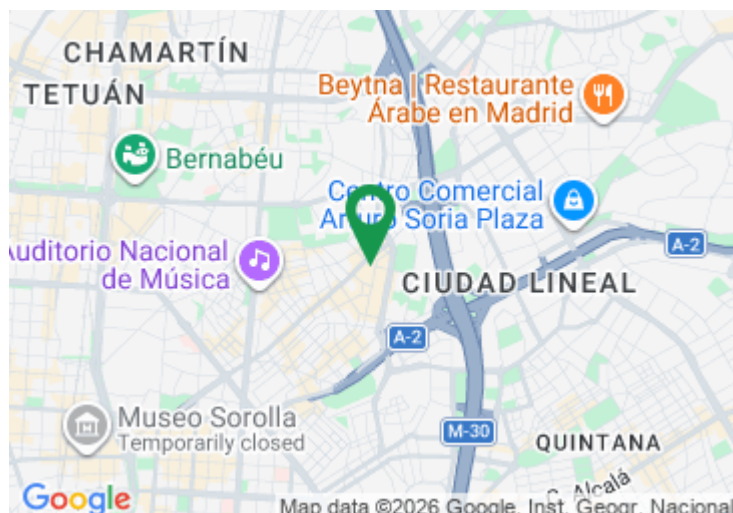 CHAMARTÍN
TETUÁN
Beytna | Restaurante
Árabe en Madrid
Bernabéu
Centro Comercial
Arturo Soria Plaza
Auditorio Nacional
de Música
A-2
CIUDAD LINEAL
A-2
Museo Sorolla
Temporarily closed
M-30
QUINTANA
C. Alcalá
Google
Map data ©2026 Google, Inst. Geogr. Nacional